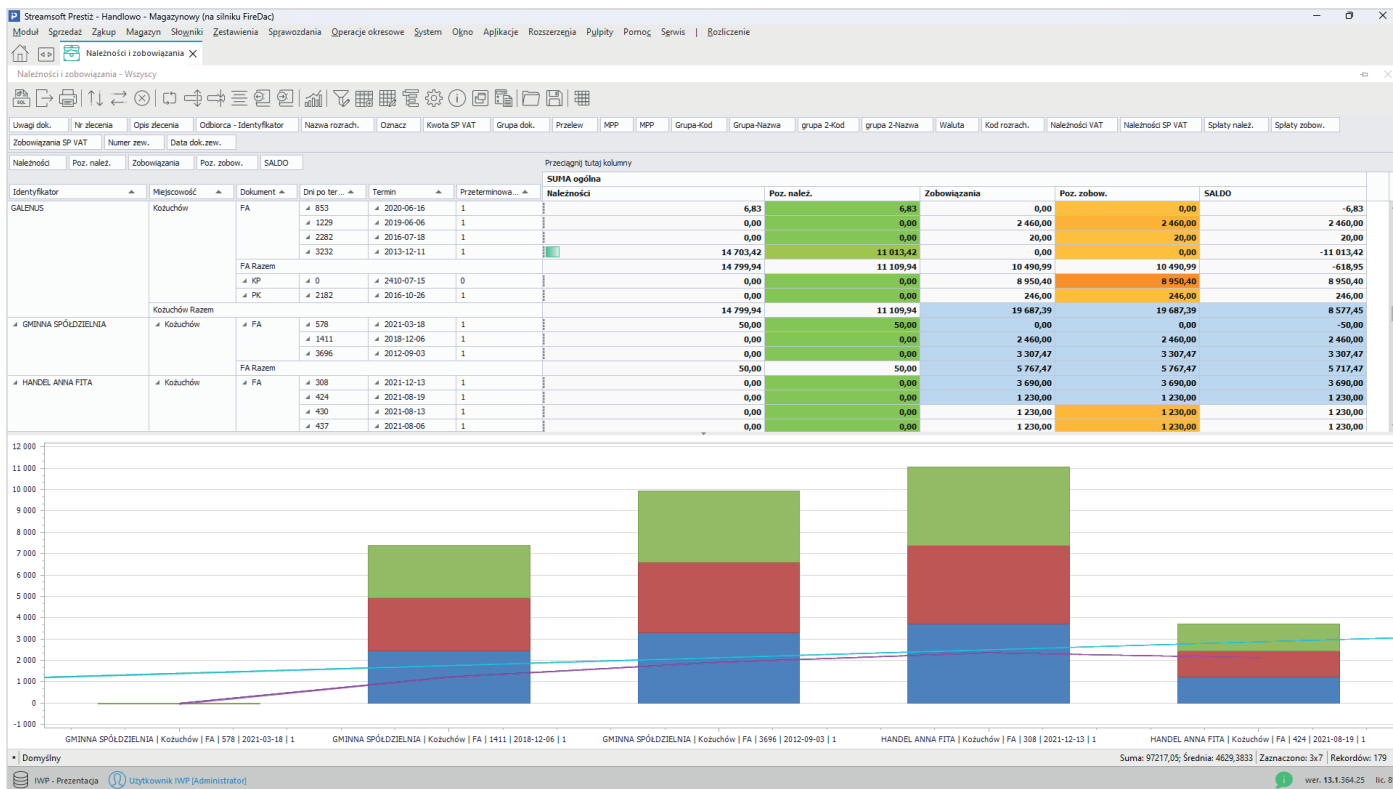 Streamsoft Prestiż - Handlowo - Magazynowy (na silniku FireDac)
Moduł Sprzedaż Zakup Magazyn Słowniki Zestawienia Sprawozdania Operacje okresowe System Okno Aplikacje Rozszerzenia Pulpity Pomoc Serwis | Rozliczenie
Należności i zobowiązania
Należności i zobowiązania - Wszyscy
SQL
Uwagi dok. Nr zlecenia Opis zlecenia Odbiorca - Identyfikator Nazwa rozrach. Oznacz Kwota SP VAT Grupa dok. Przelew MPP MPP Grupa-Kod Grupa-Nazwa grupa 2-Kod grupa 2-Nazwa Waluta Kod rozrach. Należności VAT Należności SP VAT Spłaty należ. Spłaty zobow.
Zobowiązania SP VAT Numer zew. Data dok.zew.
Należności Poz. należ. Zobowiązania Poz. zobow. SALDO Przeciągnij tutaj kolumny
SUMA ogólna
Identyfikator Miejscowość Dokument Dni po ter... Termin Przeterminowa... Należności Poz. należ. Zobowiązania Poz. zobow. SALDO
GALENUS Kożuchów FA 853 2020-06-16 1 6,83 6,83 0,00 0,00 -6,83
1229 2019-06-06 1 0,00 0,00 2 460,00 2 460,00 2 460,00
2282 2016-07-18 1 0,00 0,00 20,00 20,00 20,00
3232 2013-12-11 1 14 703,42 11 013,42 0,00 0,00 -11 013,42
FA Razem 14 799,94 11 109,94 10 490,99 10 490,99 -618,95
KP 0 2410-07-15 0 0,00 0,00 8 950,40 8 950,40 8 950,40
PK 2182 2016-10-26 1 0,00 0,00 246,00 246,00 246,00
Kożuchów Razem 14 799,94 11 109,94 19 687,39 19 687,39 8 577,45
GMINNA SPÓŁDZIELNIA Kożuchów FA 578 2021-03-18 1 50,00 50,00 0,00 0,00 -50,00
1411 2018-12-06 1 0,00 0,00 2 460,00 2 460,00 2 460,00
3696 2012-09-03 1 0,00 0,00 3 307,47 3 307,47 3 307,47
FA Razem 50,00 50,00 5 767,47 5 767,47 5 717,47
HANDEL ANNA FITA Kożuchów FA 308 2021-12-13 1 0,00 0,00 3 690,00 3 690,00 3 690,00
424 2021-08-19 1 0,00 0,00 1 230,00 1 230,00 1 230,00
430 2021-08-13 1 0,00 0,00 1 230,00 1 230,00 1 230,00
437 2021-08-06 1 0,00 0,00 1 230,00 1 230,00 1 230,00
12 000
11 000
10 000
9 000
8 000
7 000
6 000
5 000
4 000
3 000
2 000
1 000
0
-1 000
GMINNA SPÓŁDZIELNIA | Kożuchów | FA | 578 | 2021-03-18 | 1 GMINNA SPÓŁDZIELNIA | Kożuchów | FA | 1411 | 2018-12-06 | 1 GMINNA SPÓŁDZIELNIA | Kożuchów | FA | 3696 | 2012-09-03 | 1 HANDEL ANNA FITA | Kożuchów | FA | 308 | 2021-12-13 | 1 HANDEL ANNA FITA | Kożuchów | FA | 424 | 2021-08-19 | 1
Domyślny Suma: 97217,05; Średnia: 4629,3833 Zaznaczono: 3x7 Rekordów: 179
IWP - Prezentacja Użytkownik IWP [Administrator] wer. 13.1.364.25 lic.